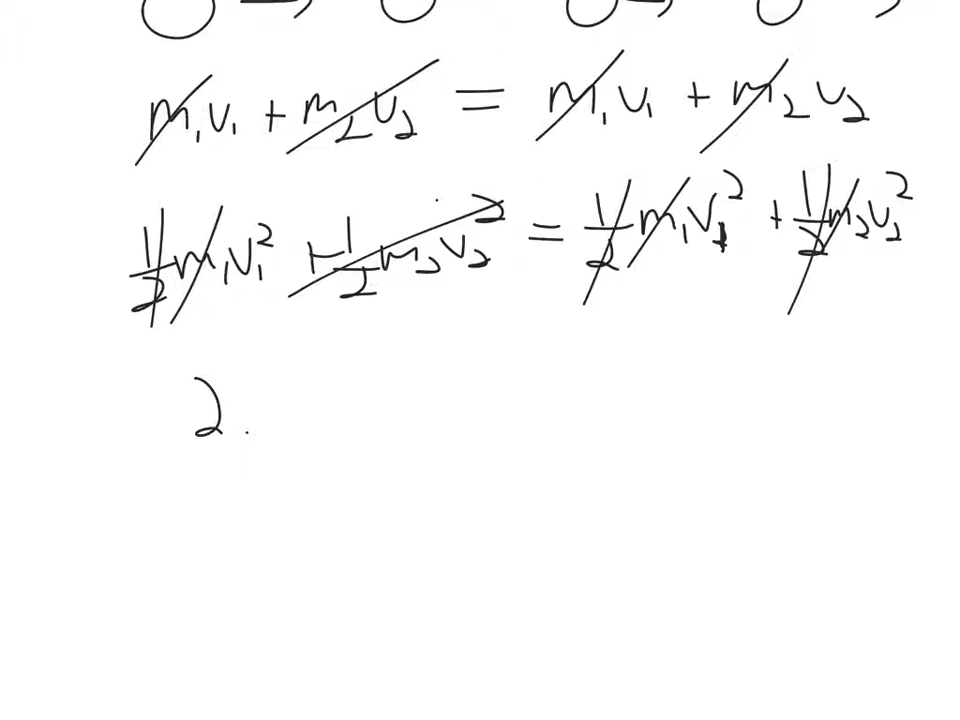 m₁v₁ + m₂v₂ = m₁v₁ + m₂v₂
½m₁v₁² + ½m₂v₂² = ½m₁v₁² + ½m₂v₂²
2.